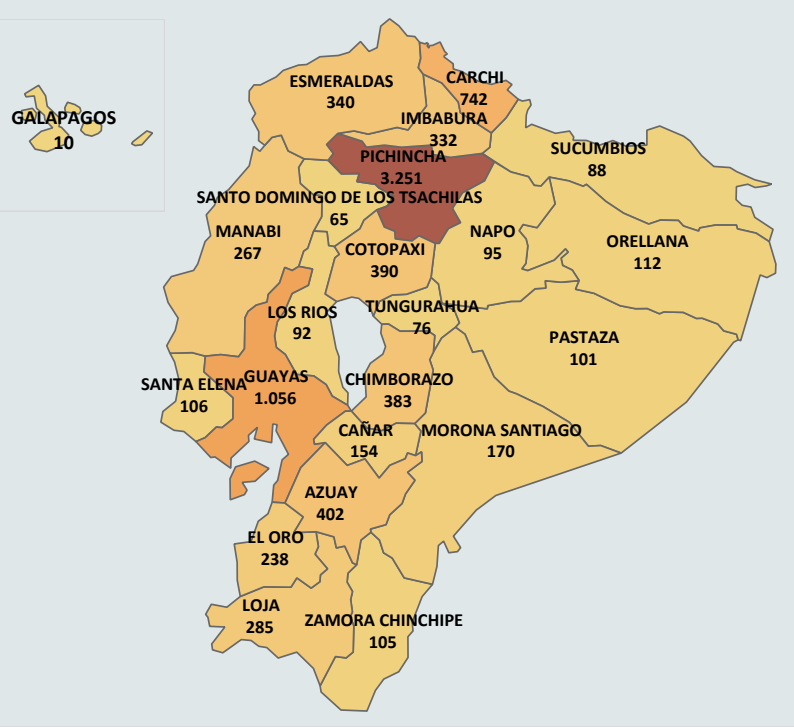 ESMERALDAS
340
CARCHI
742
GALAPAGOS
10
IMBABURA
332
SUCUMBIOS
88
PICHINCHA
3.251
SANTO DOMINGO DE LOS TSACHILAS
65
MANABI
267
NAPO
95
ORELLANA
112
COTOPAXI
390
LOS RIOS
92
TUNGURAHUA
76
PASTAZA
101
SANTA ELENA
106
GUAYAS
1.056
CHIMBORAZO
383
CAÑAR
154
MORONA SANTIAGO
170
AZUAY
402
EL ORO
238
LOJA
285
ZAMORA CHINCHIPE
105